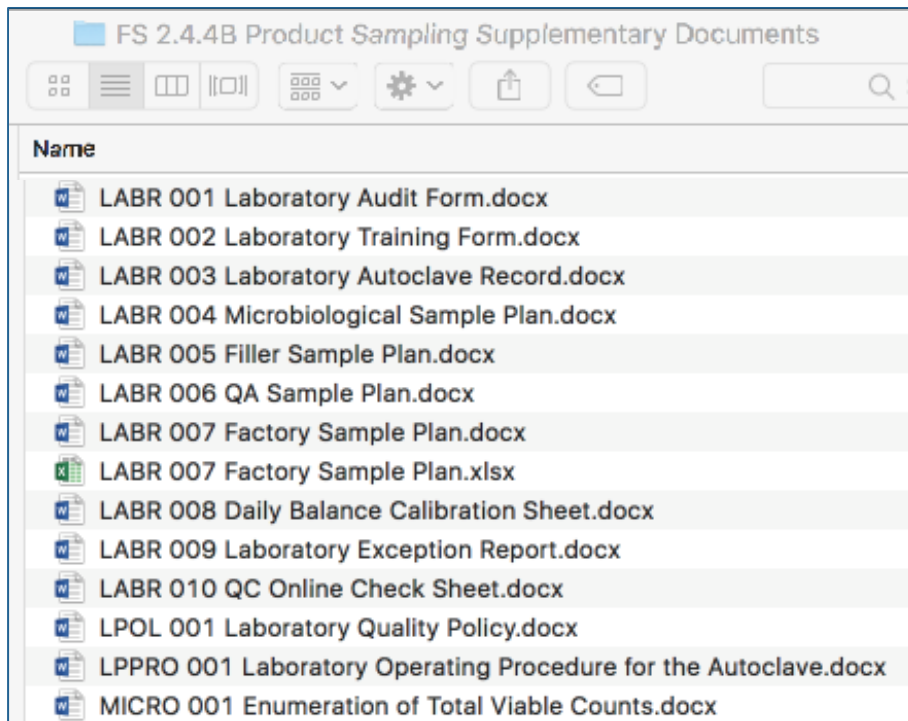 FS 2.4.4B Product Sampling Supplementary Documents
Name
LABR 001 Laboratory Audit Form.docx
LABR 002 Laboratory Training Form.docx
LABR 003 Laboratory Autoclave Record.docx
LABR 004 Microbiological Sample Plan.docx
LABR 005 Filler Sample Plan.docx
LABR 006 QA Sample Plan.docx
LABR 007 Factory Sample Plan.docx
LABR 007 Factory Sample Plan.xlsx
LABR 008 Daily Balance Calibration Sheet.docx
LABR 009 Laboratory Exception Report.docx
LABR 010 QC Online Check Sheet.docx
LPOL 001 Laboratory Quality Policy.docx
LPPRO 001 Laboratory Operating Procedure for the Autoclave.docx
MICRO 001 Enumeration of Total Viable Counts.docx